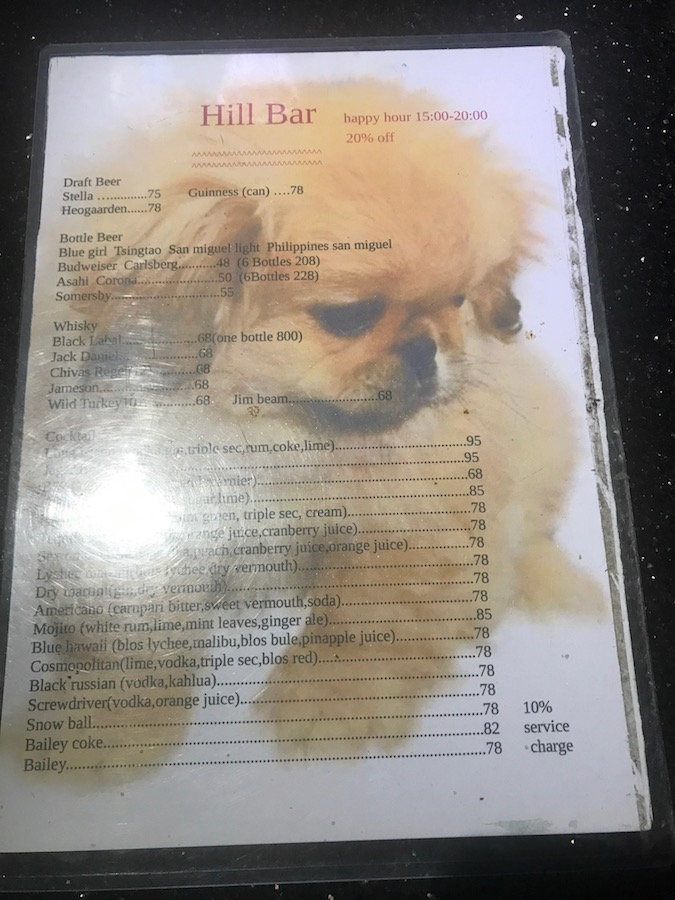 Hill Bar
happy hour 15:00-20:00
20% off
Draft Beer
Stella ..............75 Guinness (can) ....78
Heogaarden......78
Bottle Beer
Blue girl Tsingtao San miguel light Philippines san miguel
Budweiser Carlsberg...........48 (6 Bottles 208)
Asahi Corona......................50 (6Bottles 228)
Somersby..............................55
Whisky
Black Labal......................68(one bottle 800)
Jack Daniel......................68
Chivas Regel ..........68
Jameson.........................68
Wild Turkey ..............68 Jim beam.........................68
Cocktail
triple sec,rum,coke,lime)......................................95
95
68
lime)..............................................................85
green, triple sec, cream)...................................78
juice,cranberry juice)................................78
peach,cranberry juice,orange juice).................78
dry vermouth)..................................................78
Dry vermouth)..................................................................78
Americano (campari bitter,sweet vermouth,soda)....................................78
Mojito (white rum,lime,mint leaves,ginger ale).......................................85
Blue hawaii (blos lychee,malibu,blos bule,pinapple juice).....................78
Cosmopolitan(lime,vodka,triple sec,blos red)..........................................78
Black russian (vodka,kahlua).....................................................................78
Screwdriver(vodka,orange juice)................................................................78
Snow ball.......................................................................................................78
Bailey coke.....................................................................................................82
Bailey...............................................................................................................78
10%
service
charge